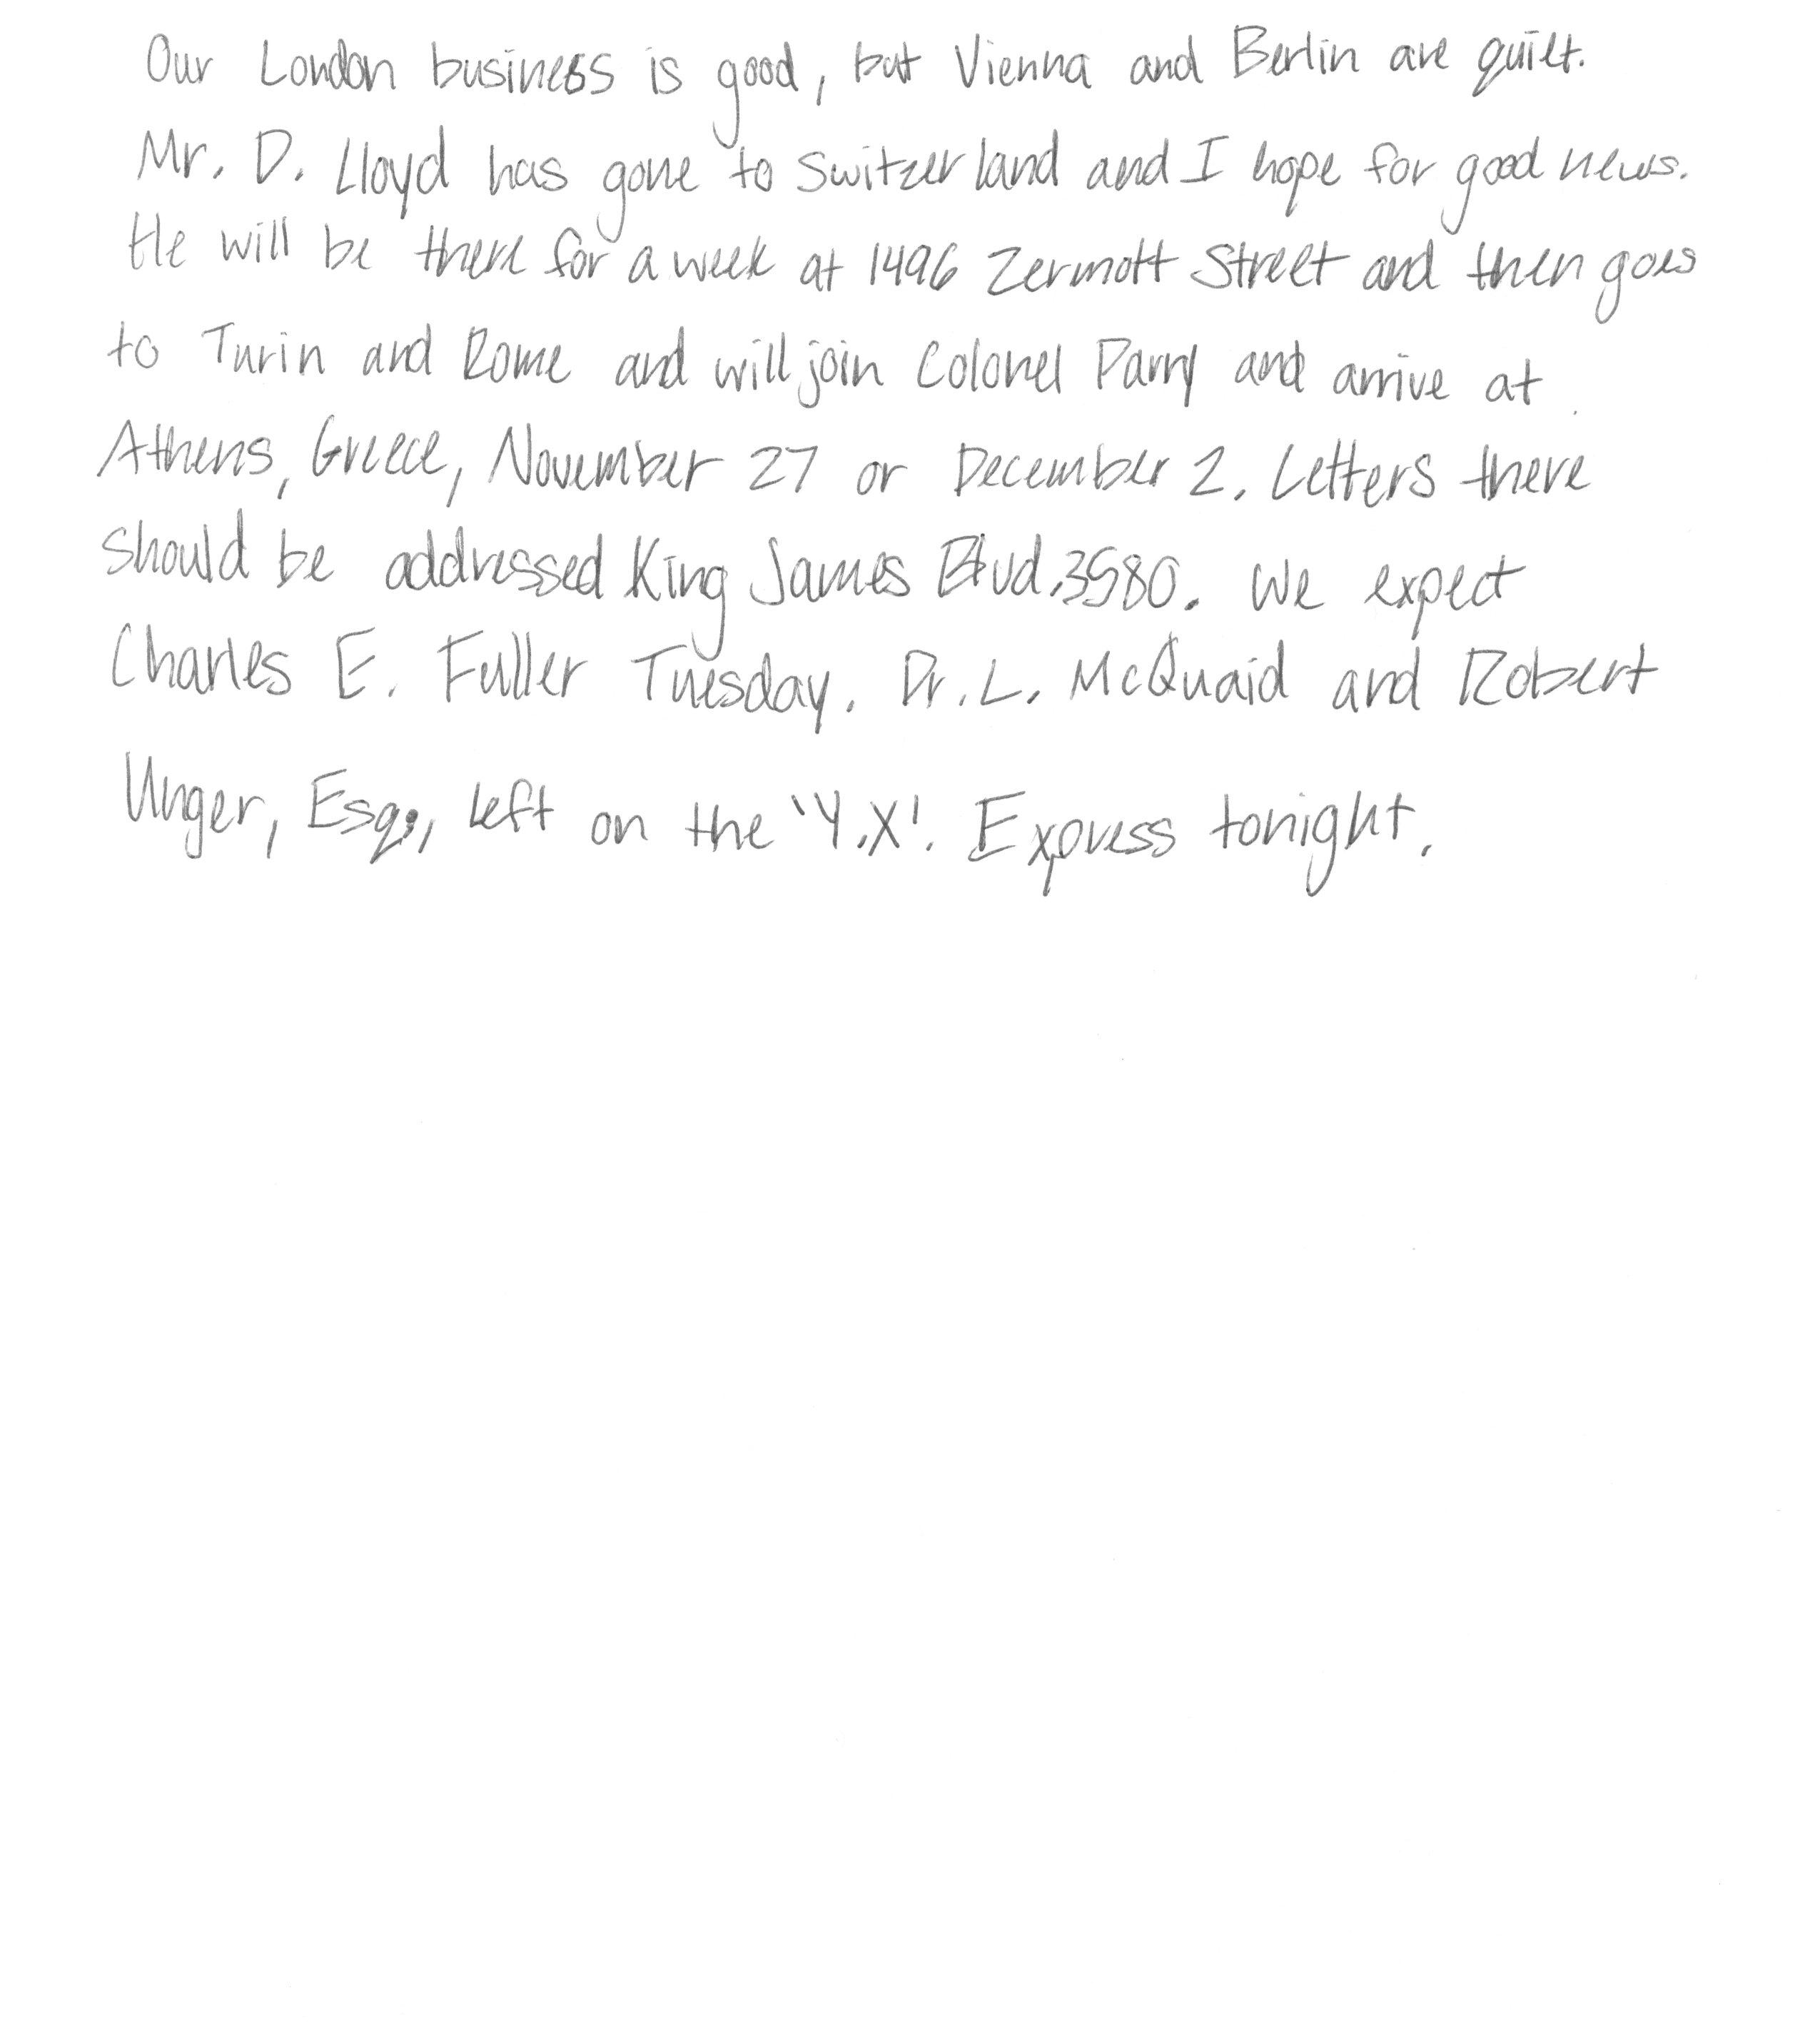 Our London business is good, but Vienna and Berlin are quiet.
Mr. D. Lloyd has gone to Switzerland and I hope for good news.
He will be there for a week at 1496 Zermott Street and then goes
to Turin and Rome and will join Colonel Parry and arrive at
Athens, Greece, November 27 or December 2. Letters there
should be addressed King James Blvd. 3580. We expect
Charles E. Fuller Tuesday. Dr. L. McQuaid and Robert
Unger, Esq., left on the 'Y.X'. Express tonight.